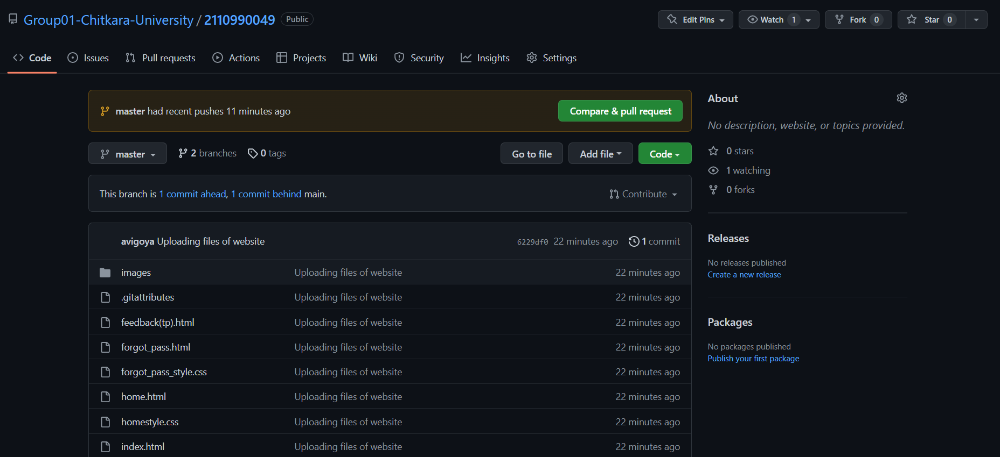 Group01-Chitkara-University / 2110990049 Public
Edit Pins Watch 1 Fork 0 Star 0
Code Issues Pull requests Actions Projects Wiki Security Insights Settings
master had recent pushes 11 minutes ago Compare & pull request
master 2 branches 0 tags Go to file Add file Code
This branch is 1 commit ahead, 1 commit behind main. Contribute
avigoya Uploading files of website 6229df0 22 minutes ago 1 commit
images Uploading files of website 22 minutes ago
.gitattributes Uploading files of website 22 minutes ago
feedback(tp).html Uploading files of website 22 minutes ago
forgot_pass.html Uploading files of website 22 minutes ago
forgot_pass_style.css Uploading files of website 22 minutes ago
home.html Uploading files of website 22 minutes ago
homestyle.css Uploading files of website 22 minutes ago
index.html Uploading files of website 22 minutes ago
About
No description, website, or topics provided.
0 stars
1 watching
0 forks
Releases
No releases published
Create a new release
Packages
No packages published
Publish your first package